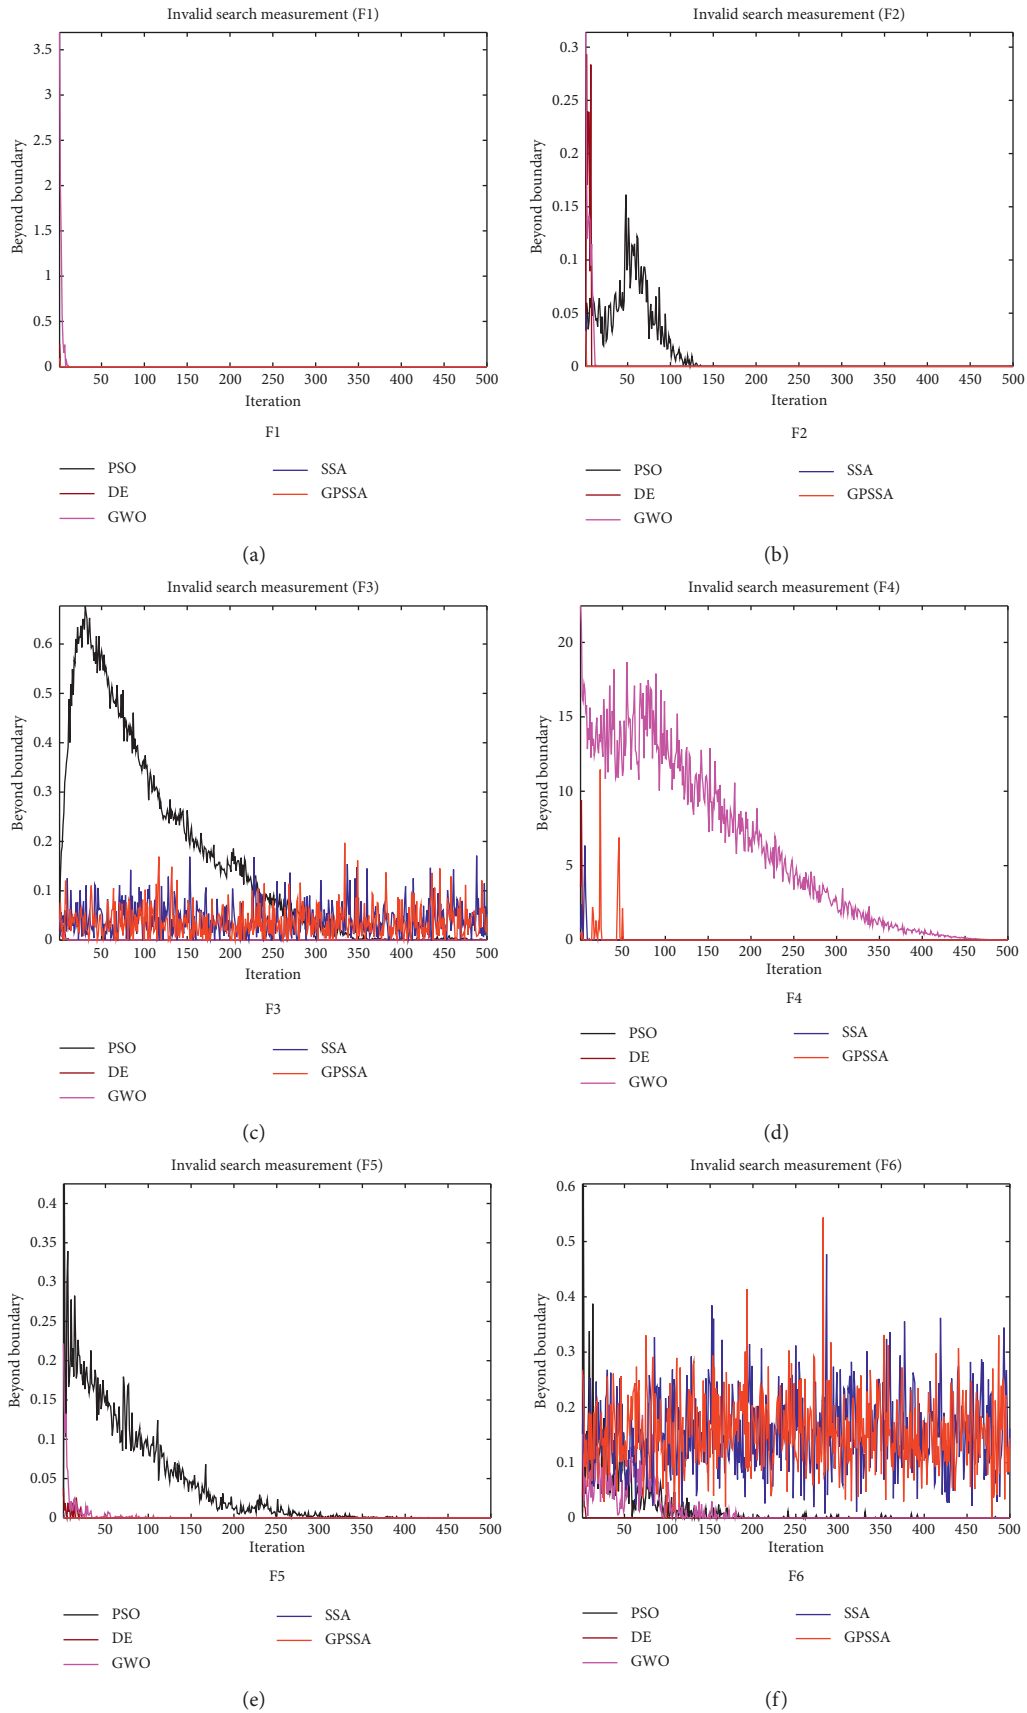 Invalid search measurement (F1)
3.5
3
2.5
2
1.5
1
0.5
0
Beyond boundary
50 100 150 200 250 300 350 400 450 500
Iteration
F1
PSO
DE
GWO
SSA
GPSSA
(a)
Invalid search measurement (F2)
0.3
0.25
0.2
0.15
0.1
0.05
0
Beyond boundary
50 100 150 200 250 300 350 400 450 500
Iteration
F2
PSO
DE
GWO
SSA
GPSSA
(b)
Invalid search measurement (F3)
0.6
0.5
0.4
0.3
0.2
0.1
0
Beyond boundary
50 100 150 200 250 300 350 400 450 500
Iteration
F3
PSO
DE
GWO
SSA
GPSSA
(c)
Invalid search measurement (F4)
20
15
10
5
0
Beyond boundary
50 100 150 200 250 300 350 400 450 500
Iteration
F4
PSO
DE
GWO
SSA
GPSSA
(d)
Invalid search measurement (F5)
0.4
0.35
0.3
0.25
0.2
0.15
0.1
0.05
0
Beyond boundary
50 100 150 200 250 300 350 400 450 500
Iteration
F5
PSO
DE
GWO
SSA
GPSSA
(e)
Invalid search measurement (F6)
0.6
0.5
0.4
0.3
0.2
0.1
0
Beyond boundary
50 100 150 200 250 300 350 400 450 500
Iteration
F6
PSO
DE
GWO
SSA
GPSSA
(f)